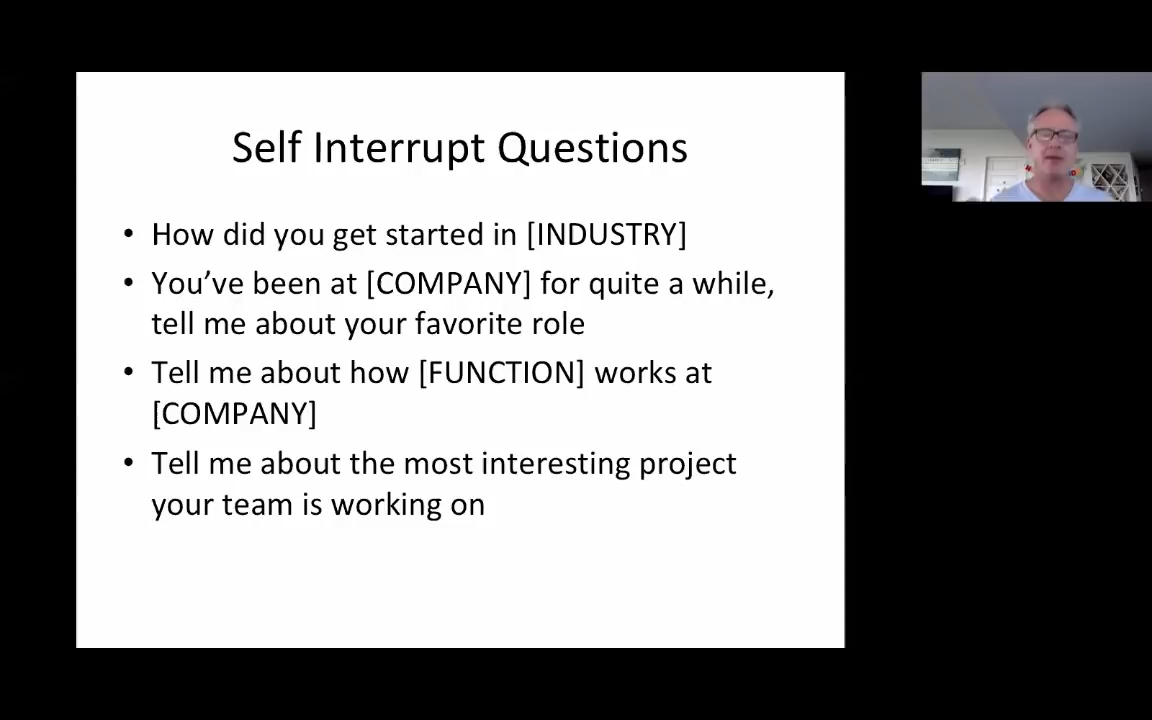 Self Interrupt Questions
• How did you get started in [INDUSTRY]
• You’ve been at [COMPANY] for quite a while,
tell me about your favorite role
• Tell me about how [FUNCTION] works at
[COMPANY]
• Tell me about the most interesting project
your team is working on